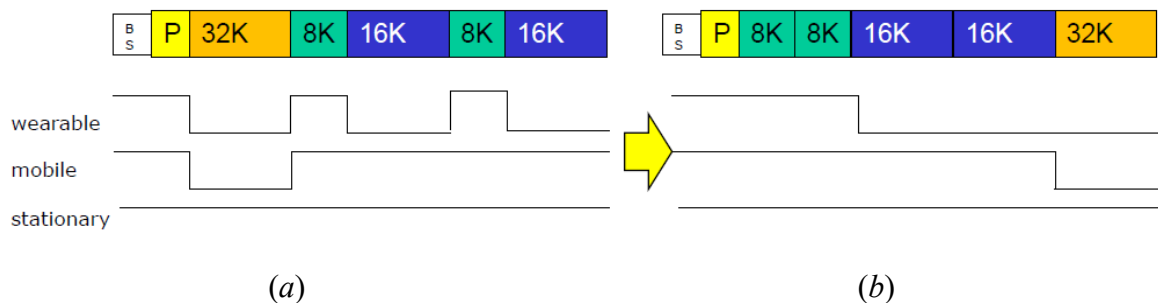 B S P 32K 8K 16K 8K 16K B S P 8K 8K 16K 16K 32K
wearable
mobile
stationary
(a) (b)